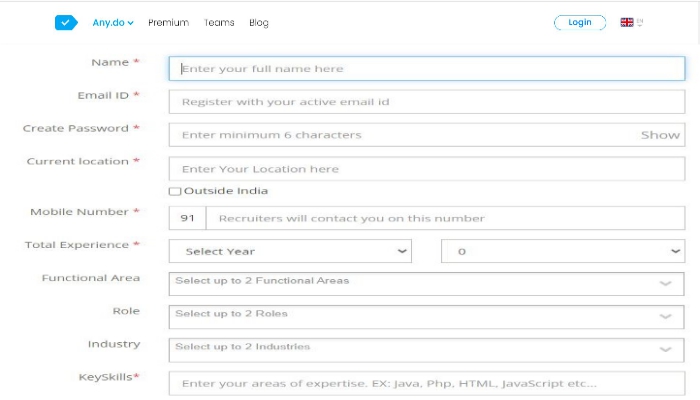 Any.do Premium Teams Blog Login EN
Name * Enter your full name here
Email ID * Register with your active email id
Create Password * Enter minimum 6 characters Show
Current location * Enter Your Location here
Outside India
Mobile Number * 91 Recruiters will contact you on this number
Total Experience * Select Year 0
Functional Area Select up to 2 Functional Areas
Role Select up to 2 Roles
Industry Select up to 2 Industries
KeySkills* Enter your areas of expertise. EX: Java, Php, HTML, JavaScript etc...